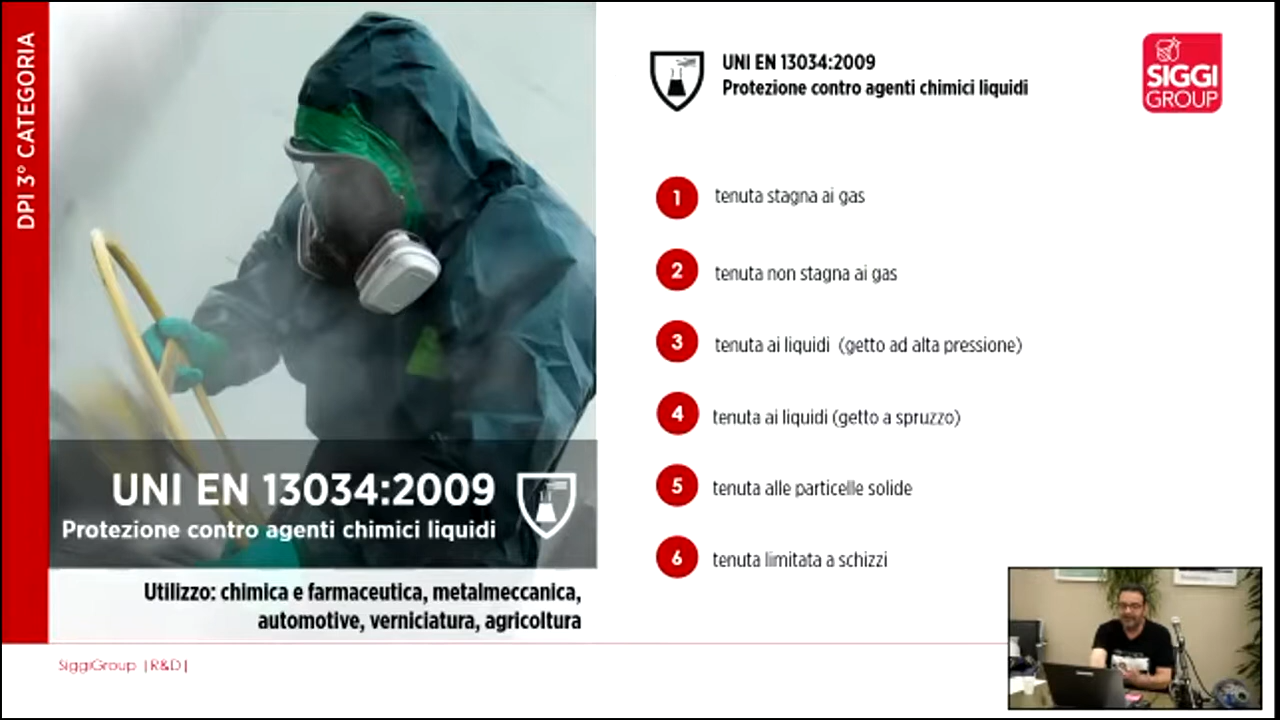 DPI 3° CATEGORIA
UNI EN 13034:2009
Protezione contro agenti chimici liquidi
Utilizzo: chimica e farmaceutica, metalmeccanica,
automotive, verniciatura, agricoltura
SiggiGroup |R&D|
UNI EN 13034:2009
Protezione contro agenti chimici liquidi
SIGGI
GROUP
1 tenuta stagna ai gas
2 tenuta non stagna ai gas
3 tenuta ai liquidi (getto ad alta pressione)
4 tenuta ai liquidi (getto a spruzzo)
5 tenuta alle particelle solide
6 tenuta limitata a schizzi